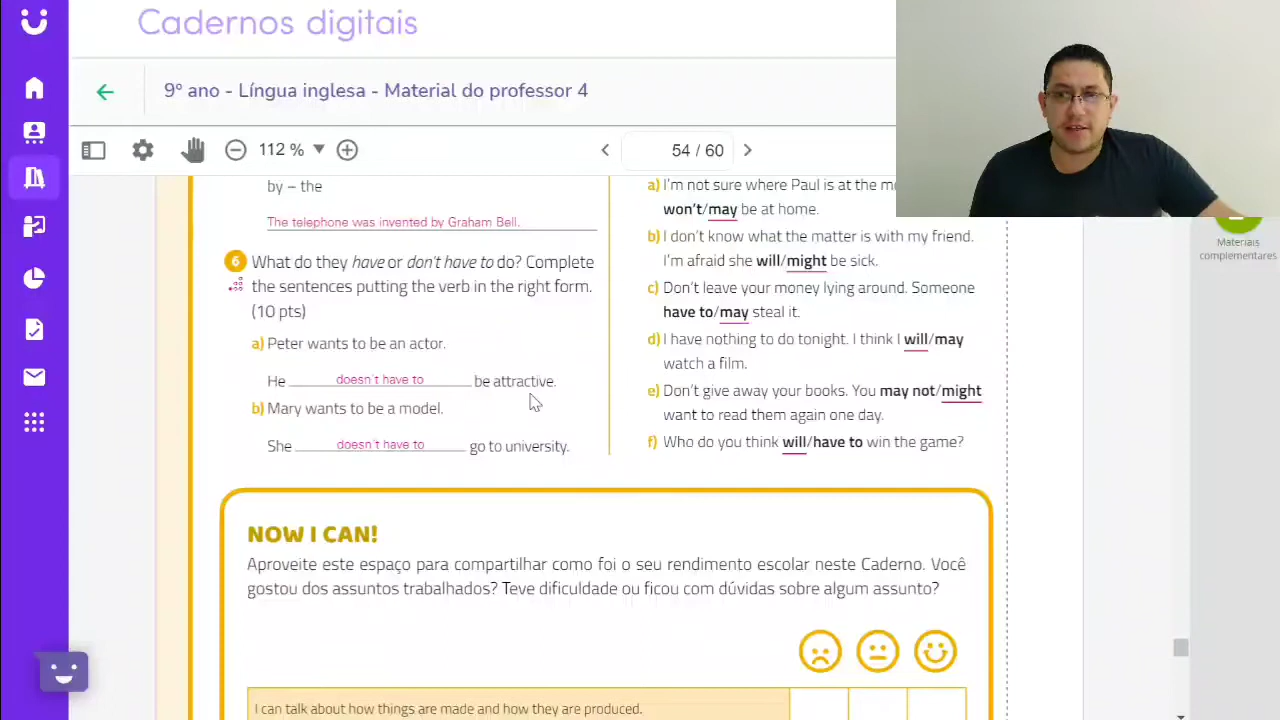 Cadernos digitais
9º ano - Língua inglesa - Material do professor 4
112 %
54 / 60
by – the
The telephone was invented by Graham Bell.
6 What do they have or don't have to do? Complete
the sentences putting the verb in the right form.
(10 pts)
a) Peter wants to be an actor.
He doesn't have to be attractive.
b) Mary wants to be a model.
She doesn't have to go to university.
a) I'm not sure where Paul is at the
won't/may be at home.
b) I don't know what the matter is with my friend.
I'm afraid she will/might be sick.
c) Don't leave your money lying around. Someone
have to/may steal it.
d) I have nothing to do tonight. I think I will/may
watch a film.
e) Don't give away your books. You may not/might
want to read them again one day.
f) Who do you think will/have to win the game?
Materiais
complementares
NOW I CAN!
Aproveite este espaço para compartilhar como foi o seu rendimento escolar neste Caderno. Você
gostou dos assuntos trabalhados? Teve dificuldade ou ficou com dúvidas sobre algum assunto?
I can talk about how things are made and how they are produced.